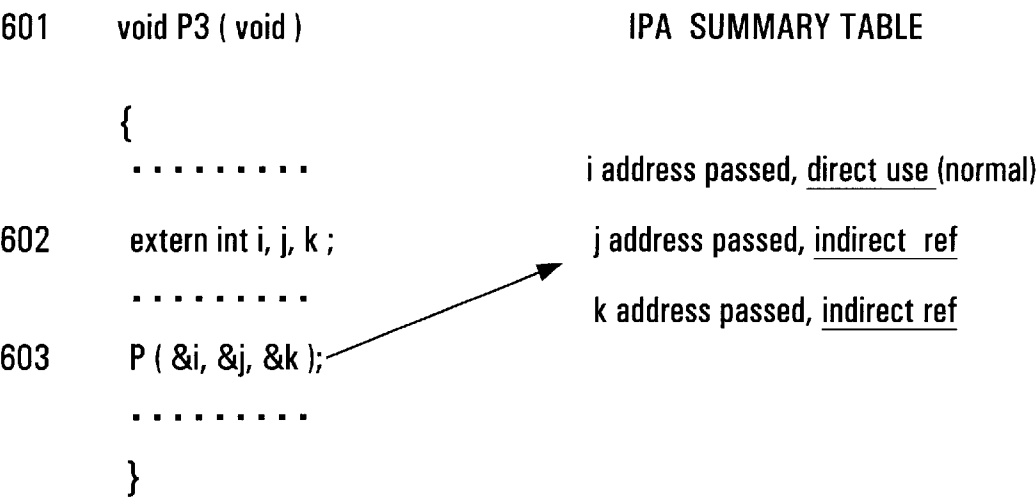 601 void P3 ( void ) IPA SUMMARY TABLE
{
. . . . . . . . .
i address passed, direct use (normal)
602 extern int i, j, k ;
j address passed, indirect ref
. . . . . . . . .
k address passed, indirect ref
603 P ( &i, &j, &k );
. . . . . . . . .
}